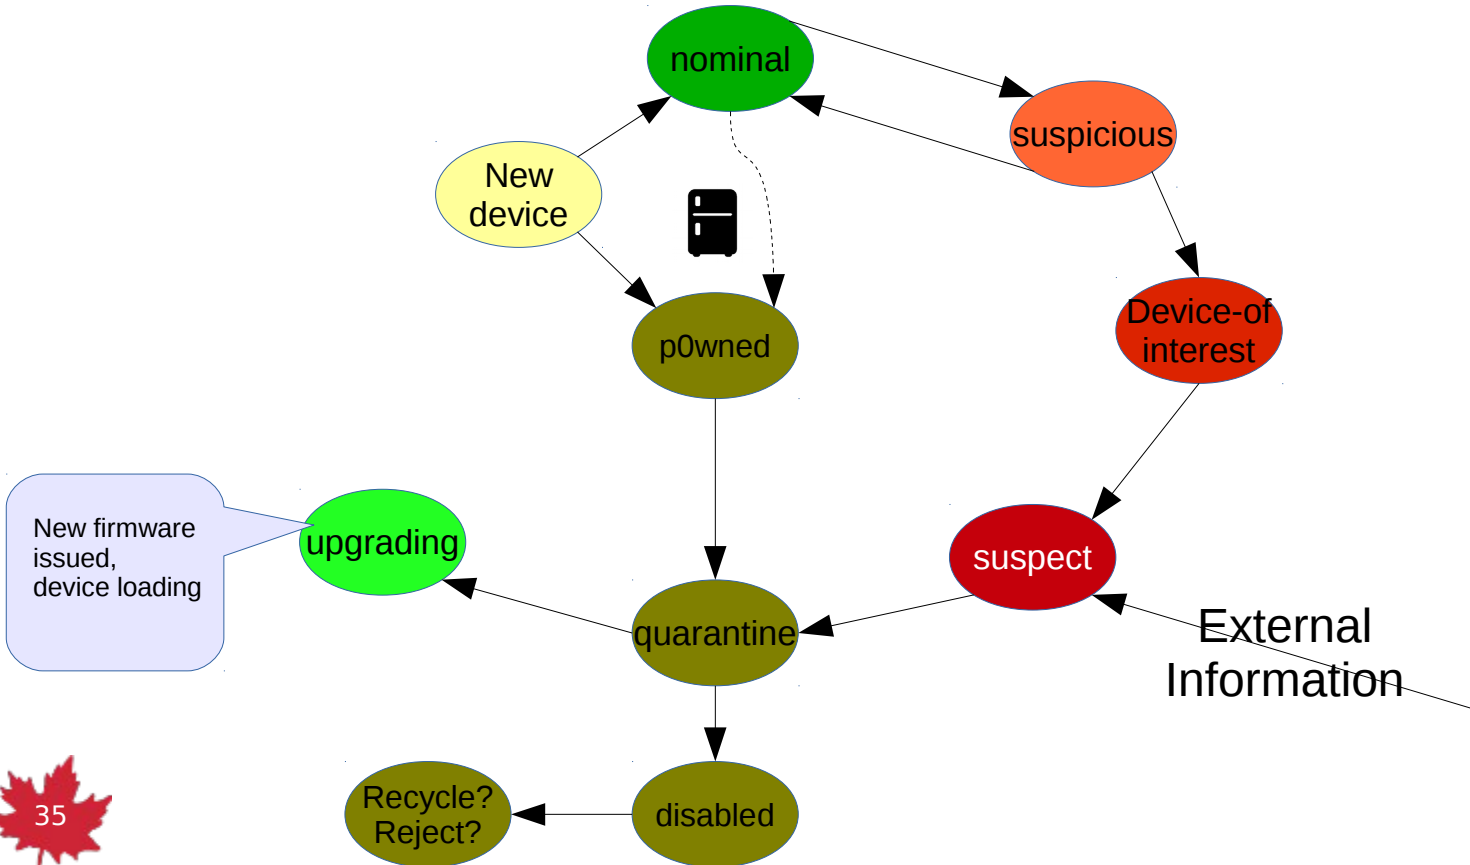 nominal
suspicious
New
device
Device-of
interest
p0wned
New firmware
issued,
device loading
upgrading
suspect
quarantine
External
Information
Recycle?
Reject?
disabled
35